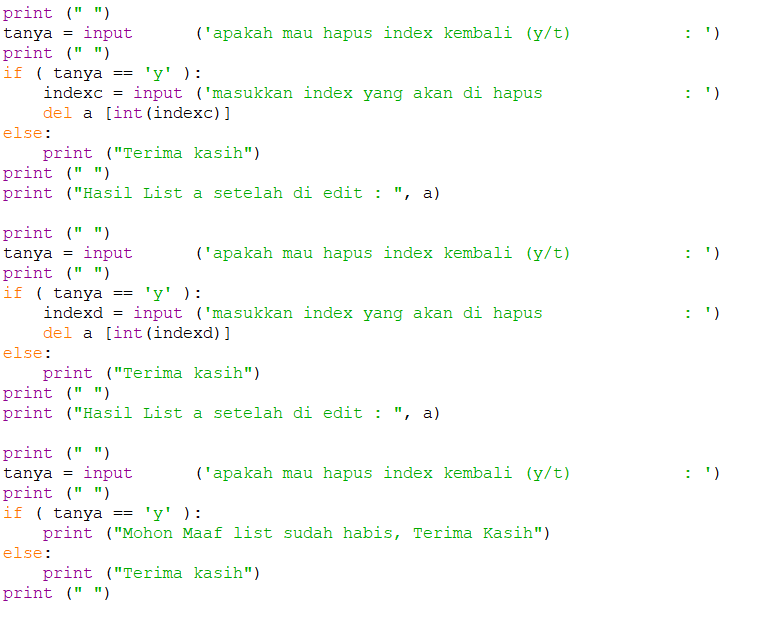 print (" ")
tanya = input      ('apakah mau hapus index kembali (y/t)           : ')
print (" ")
if ( tanya == 'y' ):
    indexc = input ('masukkan index yang akan di hapus              : ')
    del a [int(indexc)]
else:
    print ("Terima kasih")
print (" ")
print ("Hasil List a setelah di edit : ", a)

print (" ")
tanya = input      ('apakah mau hapus index kembali (y/t)           : ')
print (" ")
if ( tanya == 'y' ):
    indexd = input ('masukkan index yang akan di hapus              : ')
    del a [int(indexd)]
else:
    print ("Terima kasih")
print (" ")
print ("Hasil List a setelah di edit : ", a)

print (" ")
tanya = input      ('apakah mau hapus index kembali (y/t)           : ')
print (" ")
if ( tanya == 'y' ):
    print ("Mohon Maaf list sudah habis, Terima Kasih")
else:
    print ("Terima kasih")
print (" ")